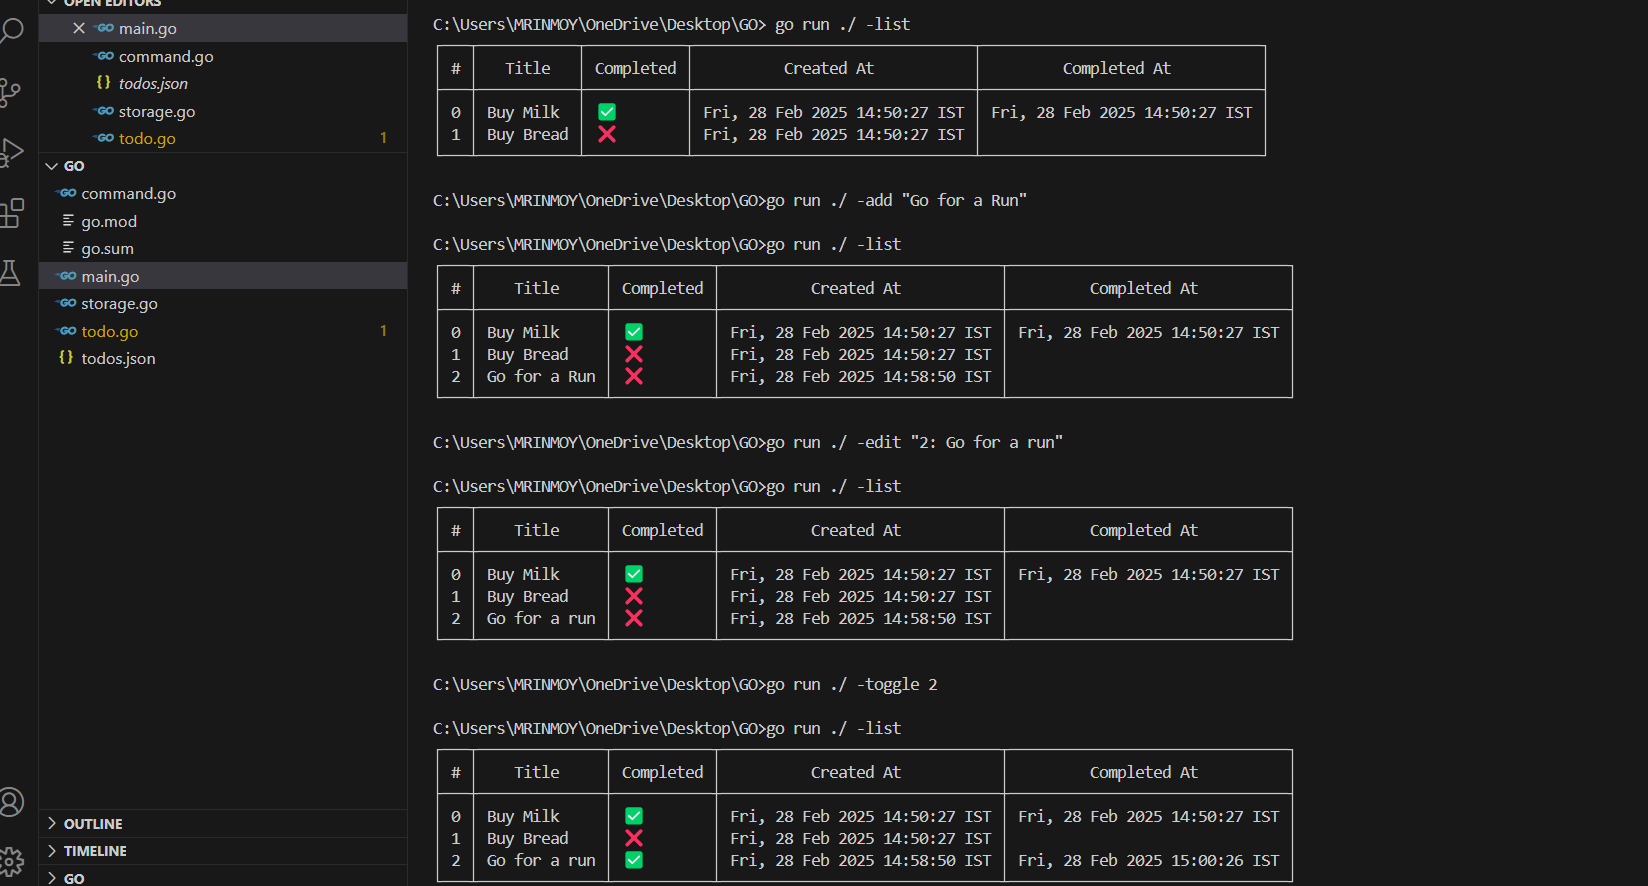 OPEN EDITORS
GO main.go
GO command.go
{} todos.json
GO storage.go
GO todo.go 1
GO
GO command.go
go.mod
go.sum
GO main.go
GO storage.go
GO todo.go 1
{} todos.json
OUTLINE
TIMELINE
GO
C:\Users\MRINMOY\OneDrive\Desktop\GO> go run ./ -list
# Title Completed Created At Completed At
0 Buy Milk ✅ Fri, 28 Feb 2025 14:50:27 IST Fri, 28 Feb 2025 14:50:27 IST
1 Buy Bread ❌ Fri, 28 Feb 2025 14:50:27 IST
C:\Users\MRINMOY\OneDrive\Desktop\GO>go run ./ -add "Go for a Run"
C:\Users\MRINMOY\OneDrive\Desktop\GO>go run ./ -list
# Title Completed Created At Completed At
0 Buy Milk ✅ Fri, 28 Feb 2025 14:50:27 IST Fri, 28 Feb 2025 14:50:27 IST
1 Buy Bread ❌ Fri, 28 Feb 2025 14:50:27 IST
2 Go for a Run ❌ Fri, 28 Feb 2025 14:58:50 IST
C:\Users\MRINMOY\OneDrive\Desktop\GO>go run ./ -edit "2: Go for a run"
C:\Users\MRINMOY\OneDrive\Desktop\GO>go run ./ -list
# Title Completed Created At Completed At
0 Buy Milk ✅ Fri, 28 Feb 2025 14:50:27 IST Fri, 28 Feb 2025 14:50:27 IST
1 Buy Bread ❌ Fri, 28 Feb 2025 14:50:27 IST
2 Go for a run ❌ Fri, 28 Feb 2025 14:58:50 IST
C:\Users\MRINMOY\OneDrive\Desktop\GO>go run ./ -toggle 2
C:\Users\MRINMOY\OneDrive\Desktop\GO>go run ./ -list
# Title Completed Created At Completed At
0 Buy Milk ✅ Fri, 28 Feb 2025 14:50:27 IST Fri, 28 Feb 2025 14:50:27 IST
1 Buy Bread ❌ Fri, 28 Feb 2025 14:50:27 IST
2 Go for a run ✅ Fri, 28 Feb 2025 14:58:50 IST Fri, 28 Feb 2025 15:00:26 IST